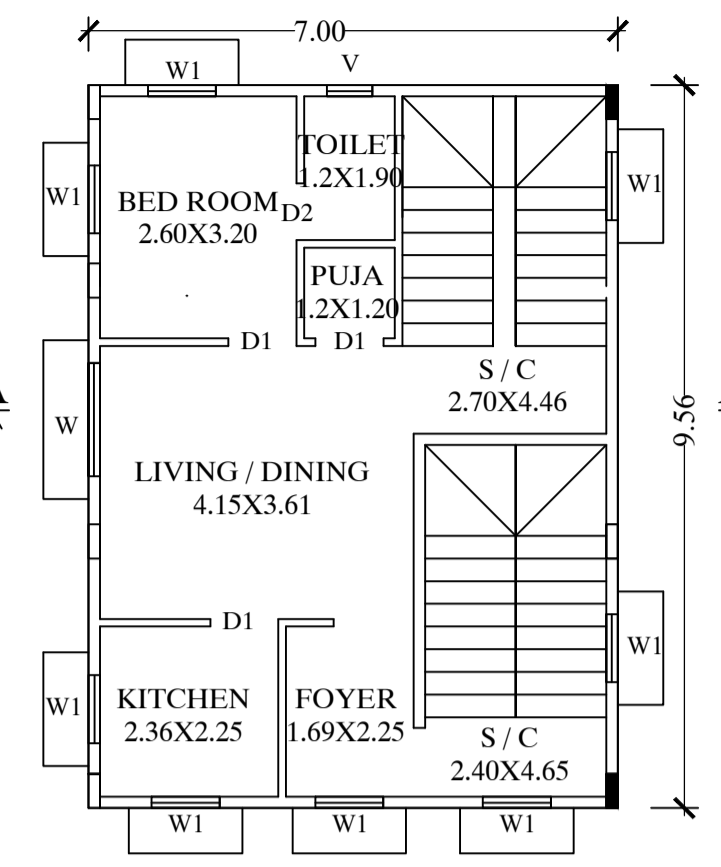 7.00
W1
V
TOILET
1.2X1.90
W1
W1
BED ROOM
D2
2.60X3.20
PUJA
1.2X1.20
D1
D1
S / C
2.70X4.46
9.56
W
LIVING / DINING
4.15X3.61
D1
W1
KITCHEN
2.36X2.25
FOYER
1.69X2.25
W1
S / C
2.40X4.65
W1
W1
W1